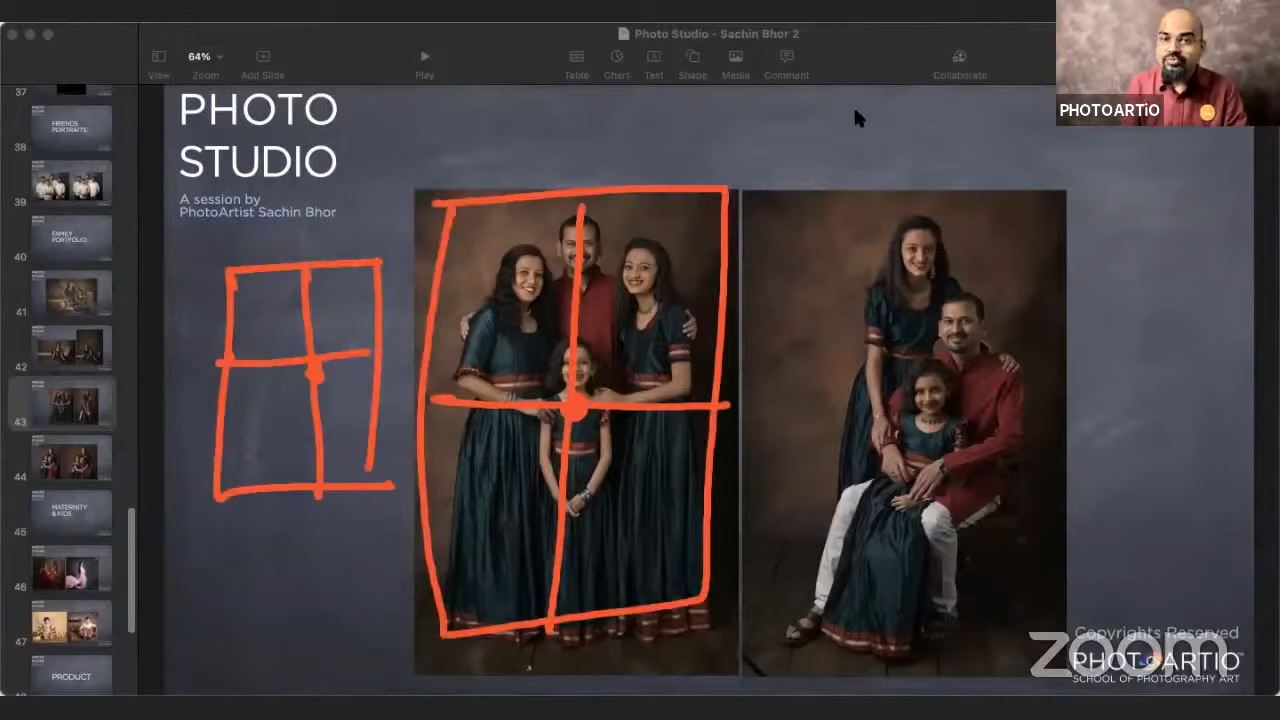 Photo Studio - Sachin Bhor 2
64%
View
Zoom
Add Slide
Play
Table
Chart
Text
Shape
Media
Comment
Collaborate
PHOTOARTiO
37
FRIENDS
PORTRAITS
38
39
FAMILY
PORTFOLIO
40
41
42
43
44
MATERNITY
& KIDS
45
46
47
PRODUCT
PHOTO
STUDIO
A session by
PhotoArtist Sachin Bhor
Copyrights Reserved
zoom
PHOTOARTIO
SCHOOL OF PHOTOGRAPHY ART